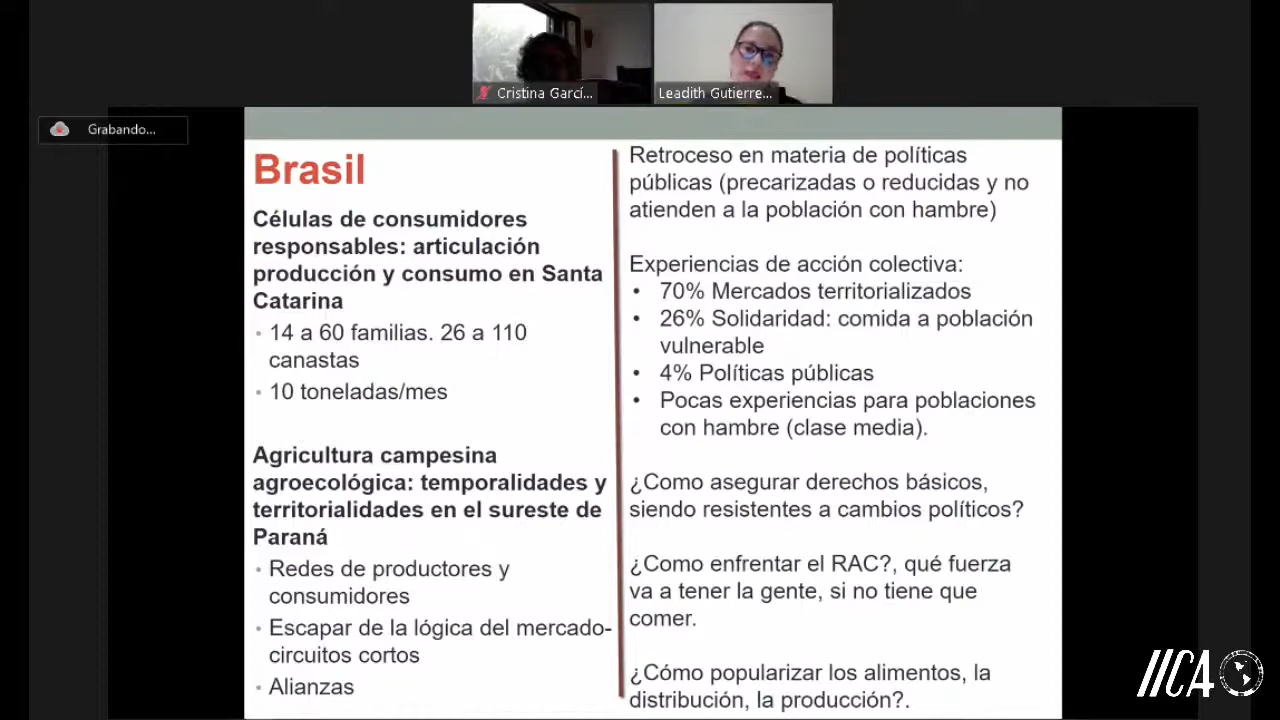 Cristina Garcí...
Leadith Gutierre...
Grabando...
Brasil
Células de consumidores
responsables: articulación
producción y consumo en Santa
Catarina
• 14 a 60 familias. 26 a 110
canastas
• 10 toneladas/mes
Agricultura campesina
agroecológica: temporalidades y
territorialidades en el sureste de
Paraná
• Redes de productores y
consumidores
• Escapar de la lógica del mercado-
circuitos cortos
• Alianzas
Retroceso en materia de políticas
públicas (precarizadas o reducidas y no
atienden a la población con hambre)
Experiencias de acción colectiva:
• 70% Mercados territorializados
• 26% Solidaridad: comida a población
vulnerable
• 4% Políticas públicas
• Pocas experiencias para poblaciones
con hambre (clase media).
¿Como asegurar derechos básicos,
siendo resistentes a cambios políticos?
¿Como enfrentar el RAC?, qué fuerza
va a tener la gente, si no tiene que
comer.
¿Cómo popularizar los alimentos, la
distribución, la producción?.
IICA